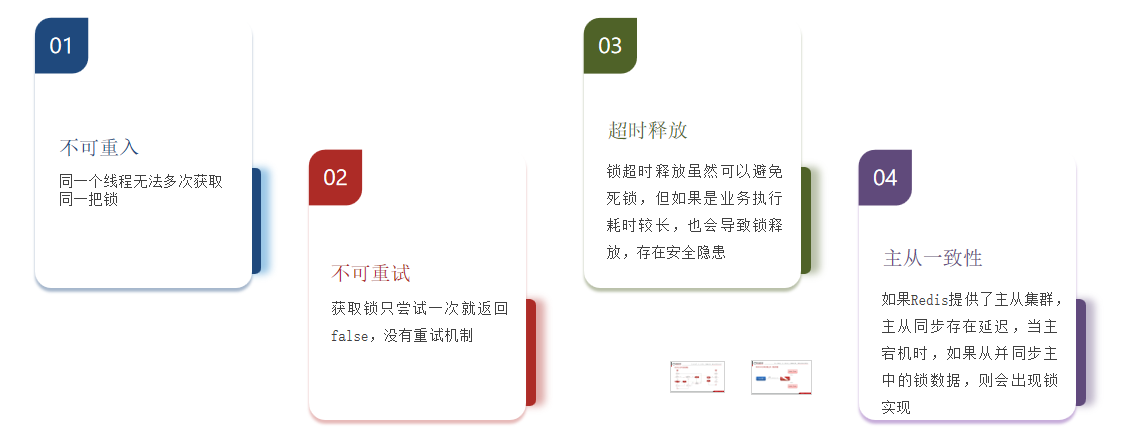 01
不可重入
同一个线程无法多次获取
同一把锁
02
不可重试
获取锁只尝试一次就返回
false，没有重试机制
03
超时释放
锁超时释放虽然可以避免
死锁，但如果是业务执行
耗时较长，也会导致锁释
放，存在安全隐患
04
主从一致性
如果Redis提供了主从集群，
主从同步存在延迟，当主
宕机时，如果从并同步主
中的锁数据，则会出现锁
实现